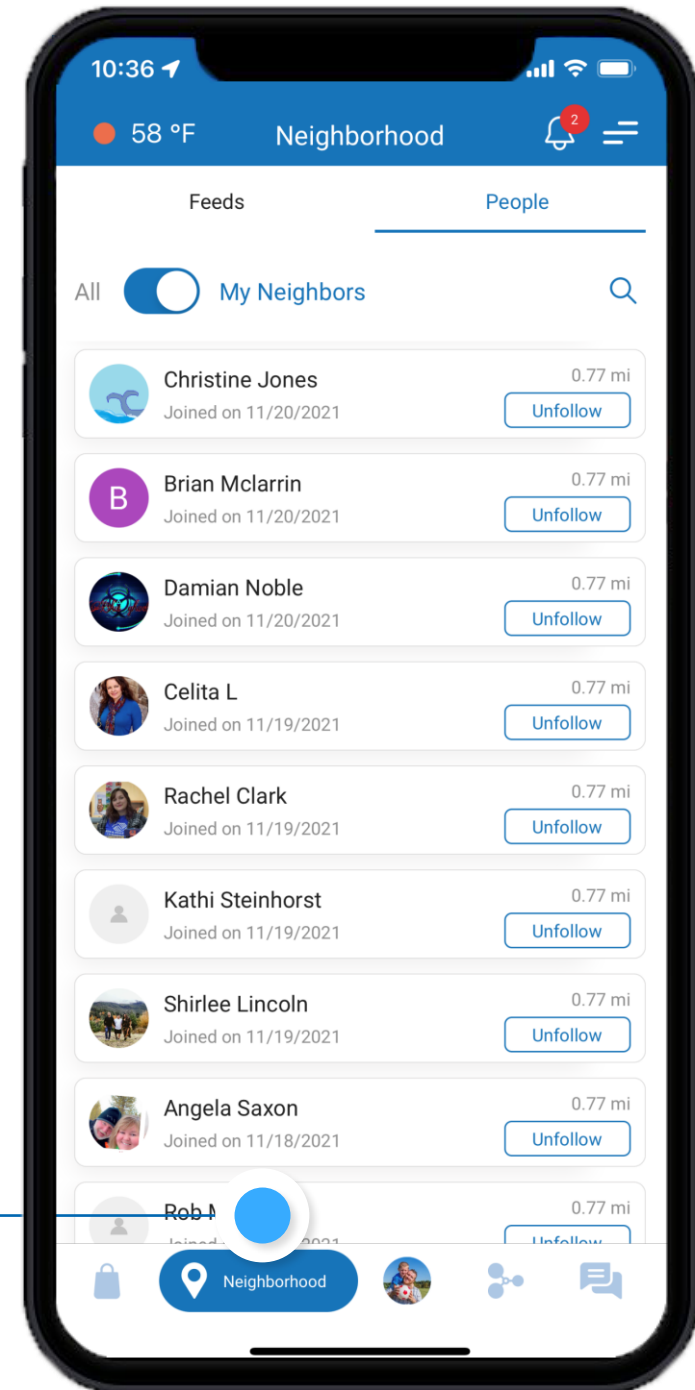 10:36
58 °F Neighborhood 2
Feeds People
All My Neighbors
Christine Jones 0.77 mi
Joined on 11/20/2021 Unfollow
B
Brian Mclarrin 0.77 mi
Joined on 11/20/2021 Unfollow
Damian Noble 0.77 mi
Joined on 11/20/2021 Unfollow
Celita L 0.77 mi
Joined on 11/19/2021 Unfollow
Rachel Clark 0.77 mi
Joined on 11/19/2021 Unfollow
Kathi Steinhorst 0.77 mi
Joined on 11/19/2021 Unfollow
Shirlee Lincoln 0.77 mi
Joined on 11/19/2021 Unfollow
Angela Saxon 0.77 mi
Joined on 11/18/2021 Unfollow
Rob 0.77 mi
Neighborhood